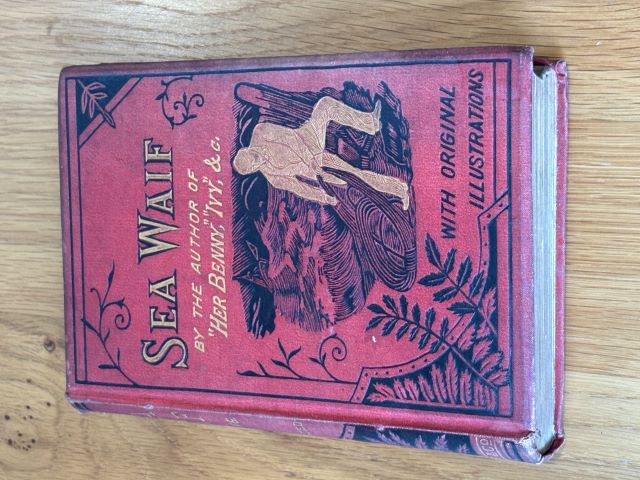 SEA WAIF
BY THE AUTHOR OF
"HER BENNY," "IVY," &c.
WITH ORIGINAL
ILLUSTRATIONS